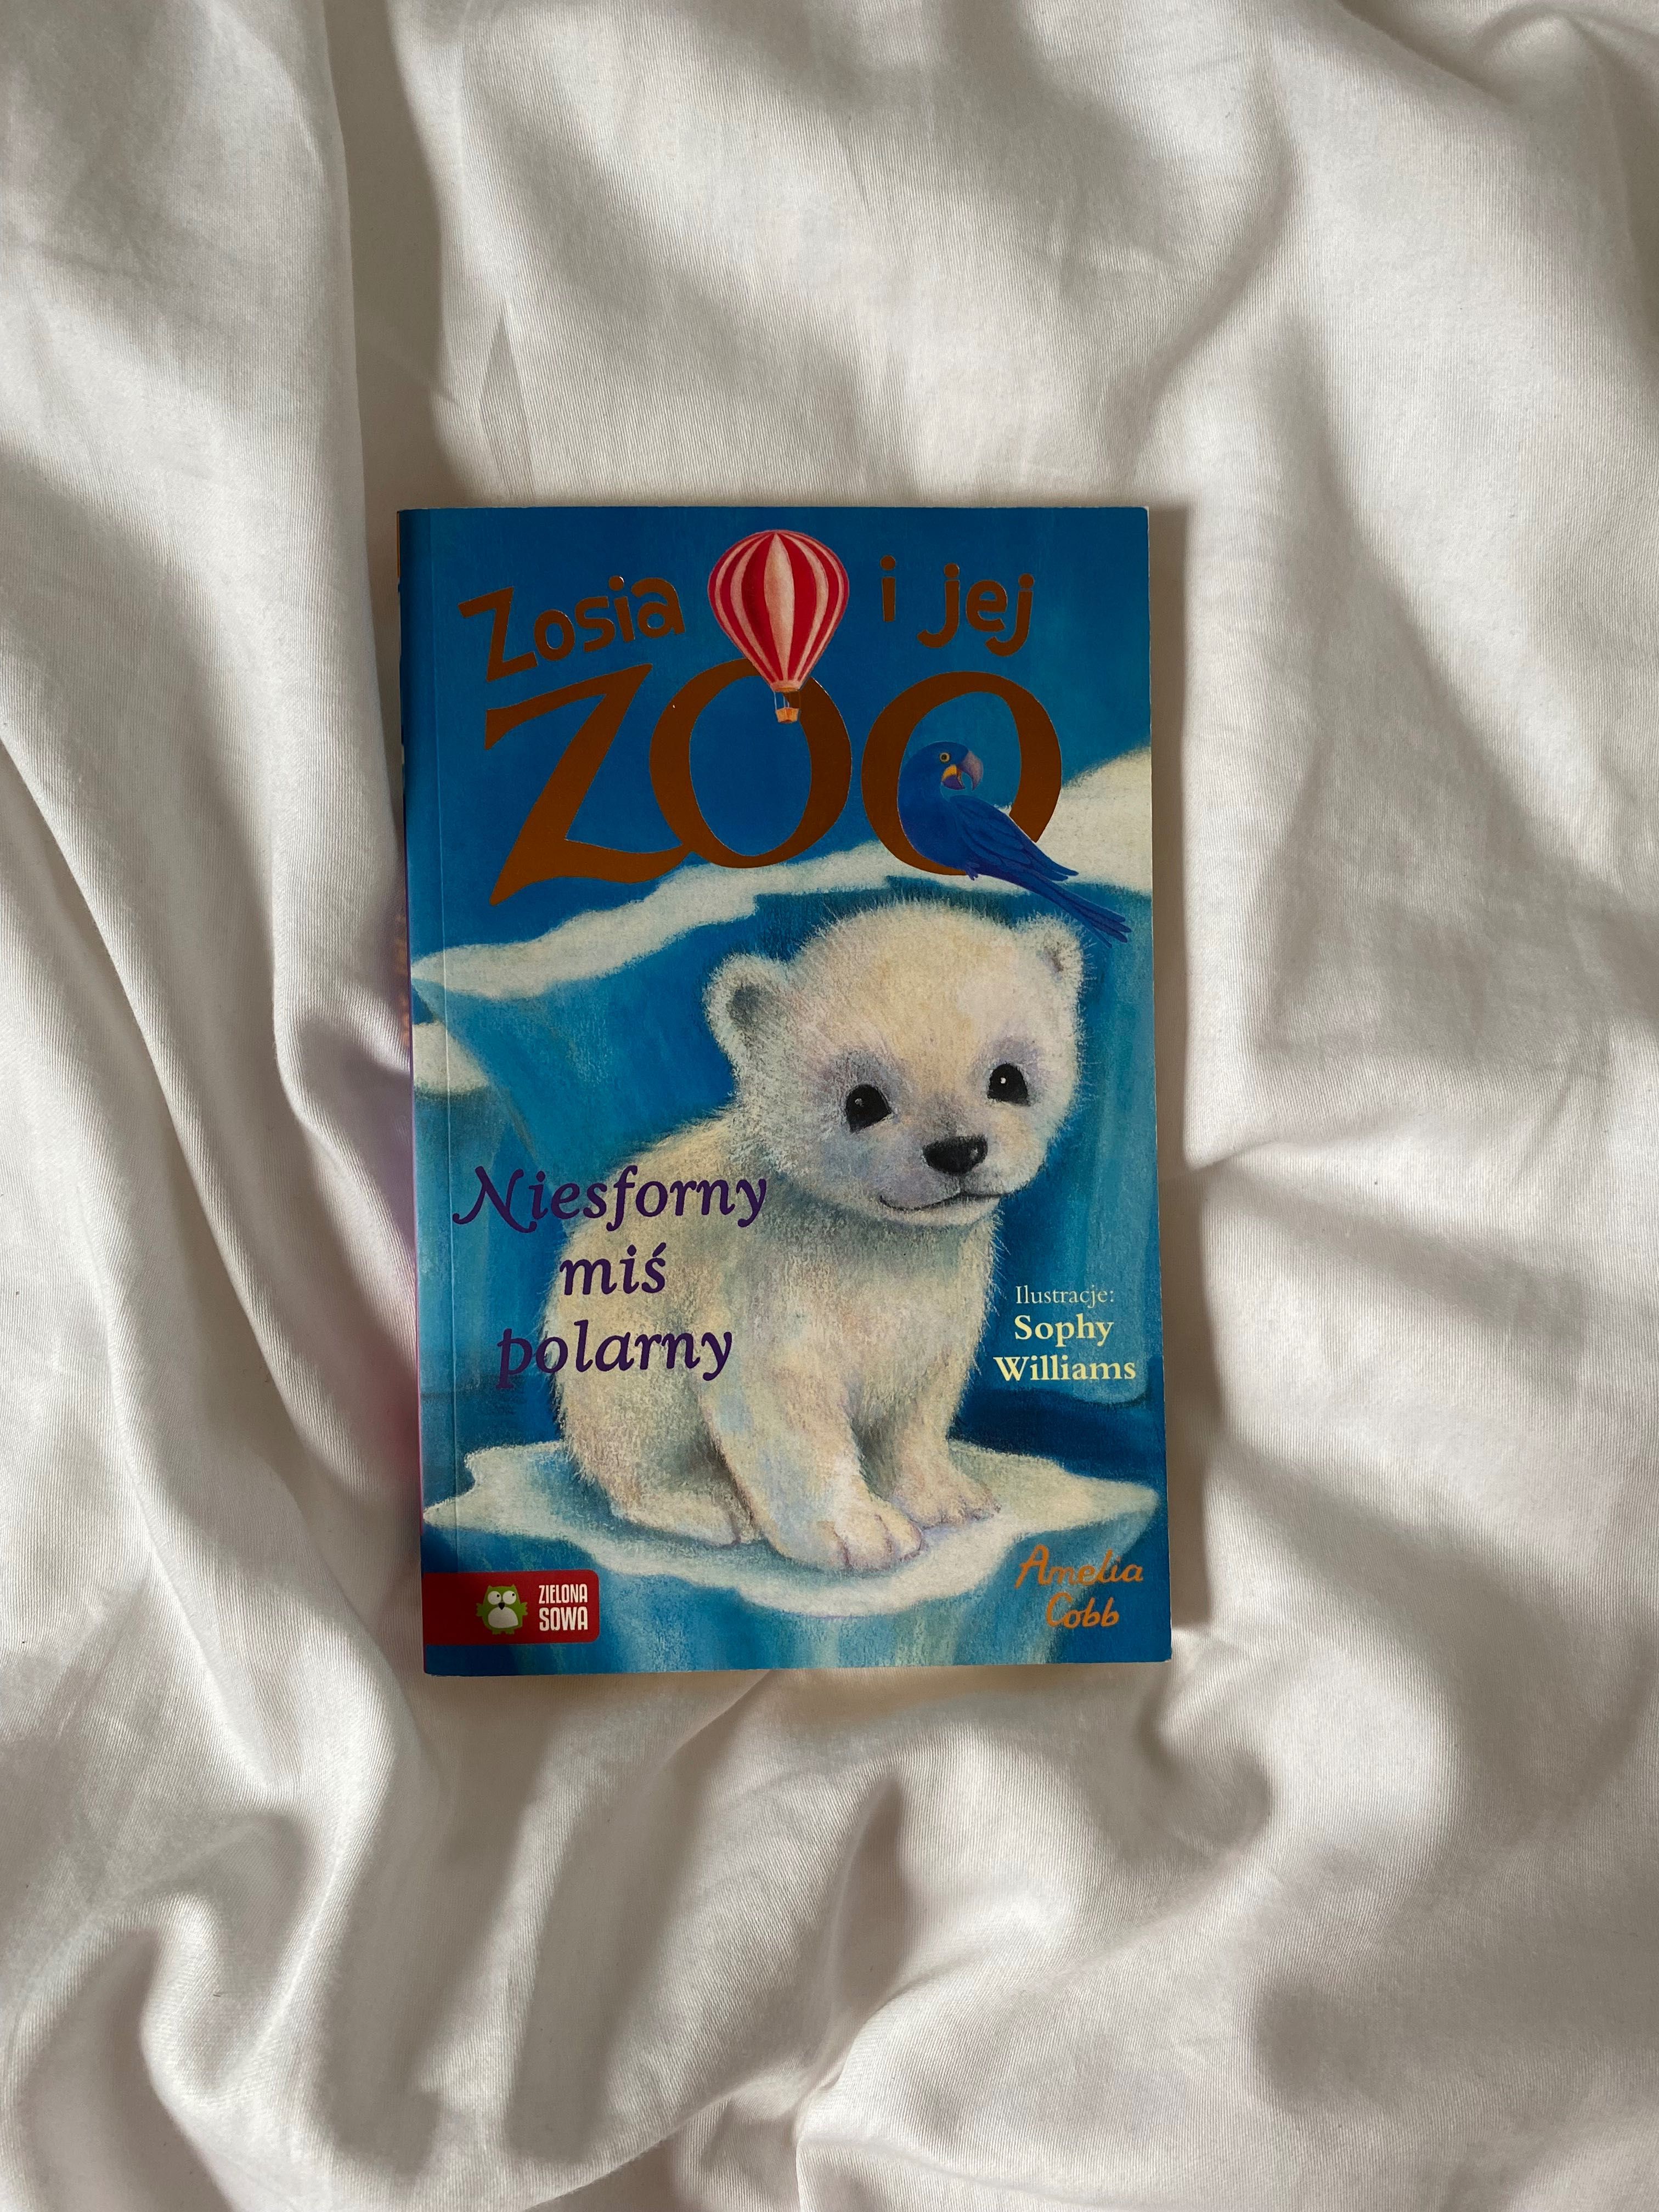 Zosia i jej
ZOO
Niesforny
miś
polarny
Ilustracje:
Sophy
Williams
Amelia
Cobb
ZIELONA
SOWA